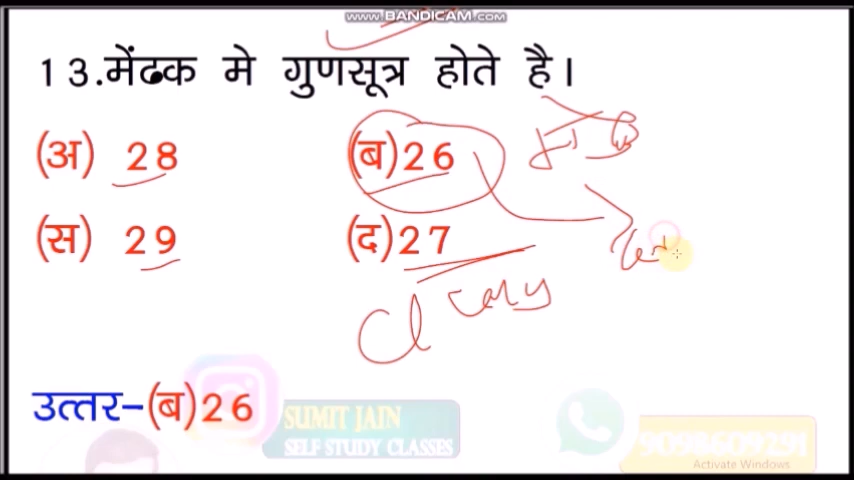 www.BANDICAM.com
13.मेंढक मे गुणसूत्र होते है।
(अ) 28
(ब) 26
(स) 29
(द) 27
उत्तर-(ब) 26
SUMIT JAIN
SELF STUDY CLASSES
9098609291
Activate Windows